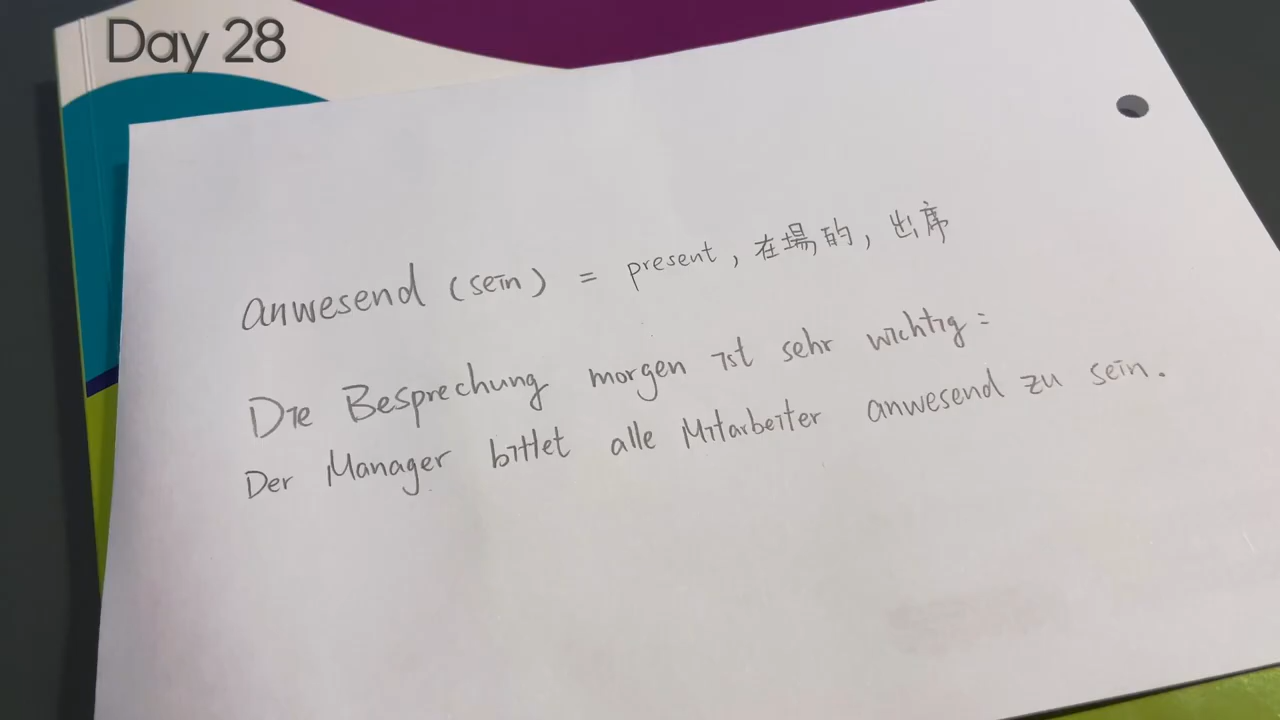 Day 28
anwesend (sein) = present, 在場的, 出席
Die Besprechung morgen ist sehr wichtig:
Der Manager bittet alle Mitarbeiter anwesend zu sein.